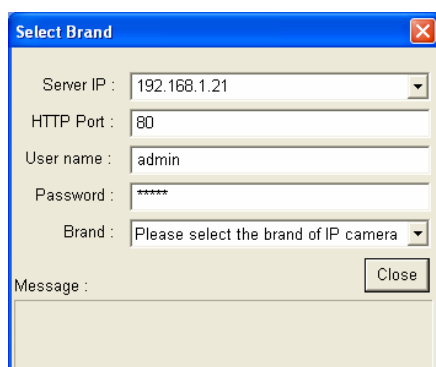 Select Brand
Server IP : 192.168.1.21
HTTP Port : 80
User name : admin
Password : *****
Brand : Please select the brand of IP camera
Close
Message :